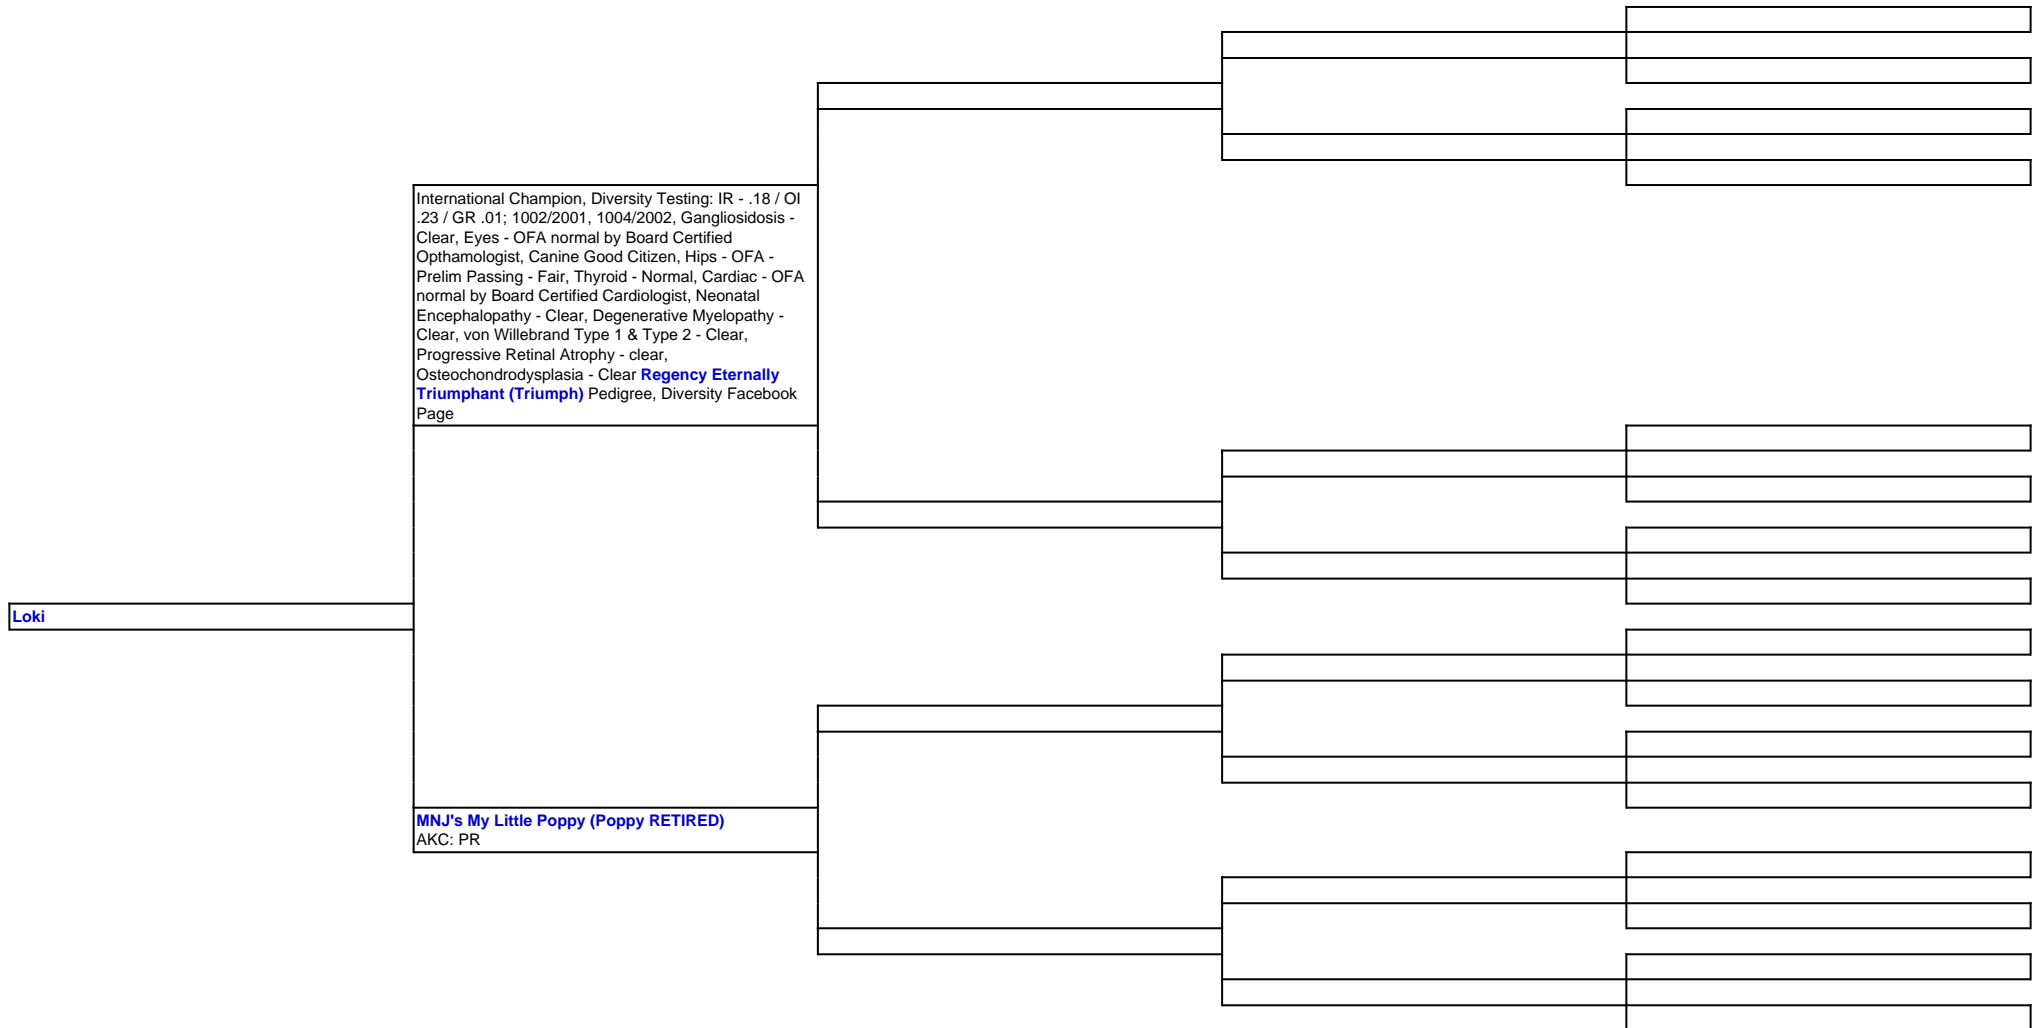 International Champion, Diversity Testing: IR - .18 / OI
.23 / GR .01; 1002/2001, 1004/2002, Gangliosidosis -
Clear, Eyes - OFA normal by Board Certified
Opthamologist, Canine Good Citizen, Hips - OFA -
Prelim Passing - Fair, Thyroid - Normal, Cardiac - OFA
normal by Board Certified Cardiologist, Neonatal
Encephalopathy - Clear, Degenerative Myelopathy -
Clear, von Willebrand Type 1 & Type 2 - Clear,
Progressive Retinal Atrophy - clear,
Osteochondrodysplasia - Clear Regency Eternally
Triumphant (Triumph) Pedigree, Diversity Facebook
Page
Loki
MNJ's My Little Poppy (Poppy RETIRED)
AKC: PR